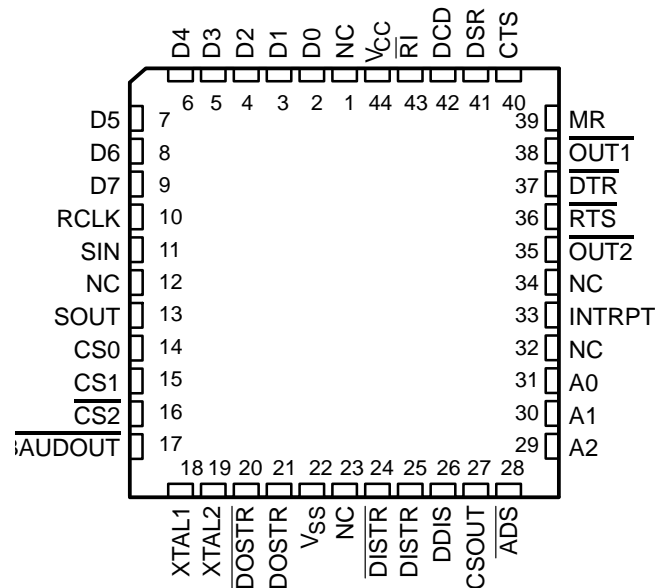 D4 D3 D2 D1 D0 NC VCC RI DCD DSR CTS
6 5 4 3 2 1 44 43 42 41 40
D5 7 39 MR
D6 8 38 OUT1
D7 9 37 DTR
RCLK 10 36 RTS
SIN 11 35 OUT2
NC 12 34 NC
SOUT 13 33 INTRPT
CS0 14 32 NC
CS1 15 31 A0
CS2 16 30 A1
BAUDOUT 17 29 A2
18 19 20 21 22 23 24 25 26 27 28
XTAL1 XTAL2 DOSTR DOSTR VSS NC DISTR DISTR DDIS CSOUT ADS